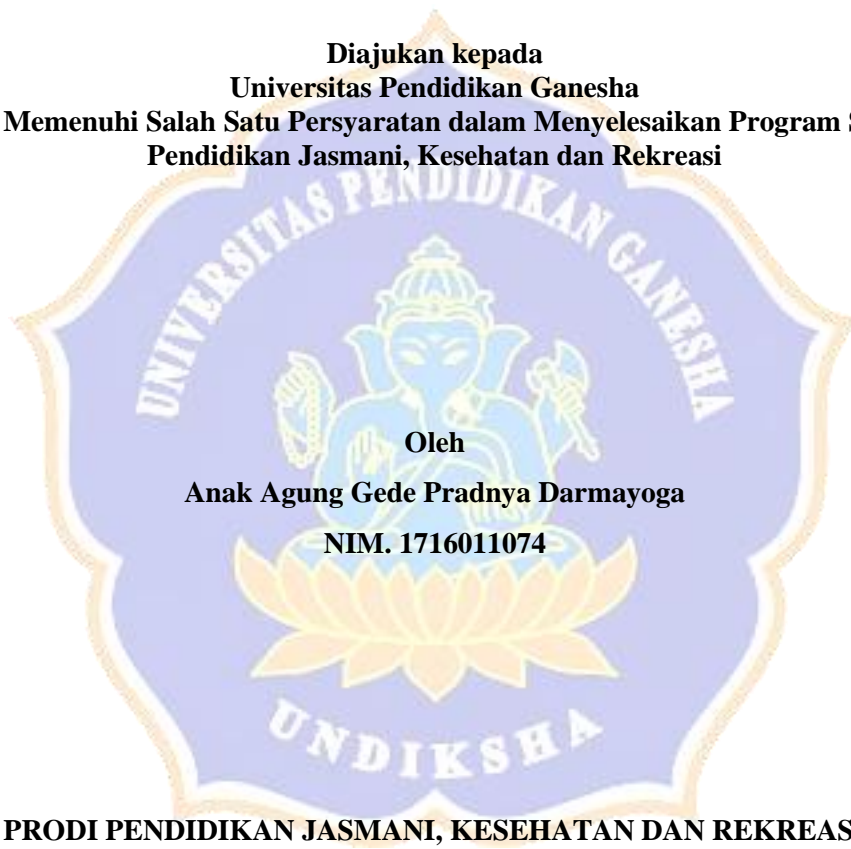 Diajukan kepada
Universitas Pendidikan Ganesha
Memenuhi Salah Satu Persyaratan dalam Menyelesaikan Program
Pendidikan Jasmani, Kesehatan dan Rekreasi
UNIVERSITAS PENDIDIKAN GANESHA
Oleh
Anak Agung Gede Pradnya Darmayoga
NIM. 1716011074
UNDIKSHA
PRODI PENDIDIKAN JASMANI, KESEHATAN DAN REKREAS